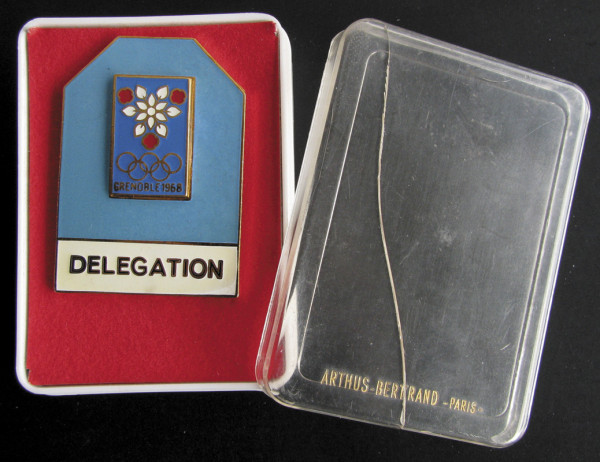 GRENOBLE 1968
DELEGATION
ARTHUS-BERTRAND -PARIS-